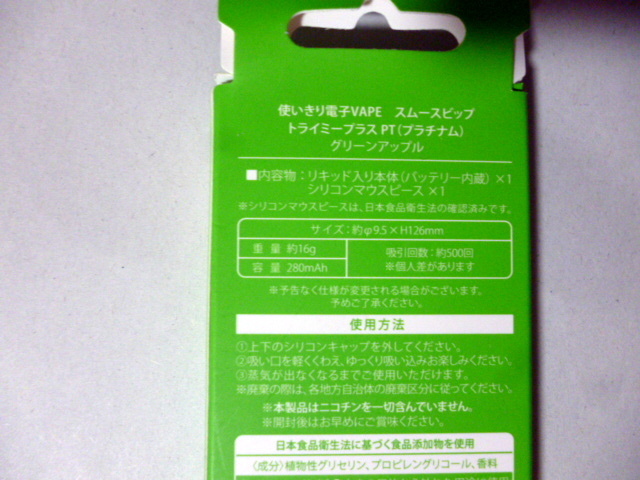 使いきり電子VAPE スムースビップ
トライミープラス PT(プラチナム)
グリーンアップル
■内容物:リキッド入り本体(バッテリー内蔵)×1
シリコンマウスピース×1
※シリコンマウスピースは、日本食品衛生法の確認済みです。
サイズ:約φ9.5×H126mm
重量 約16g
容量 280mAh
吸引回数:約500回
※個人差があります
※予告なく仕様が変更される場合がございます。
予めご了承ください。
使用方法
①上下のシリコンキャップを外してください。
②吸い口を軽くくわえ、ゆっくり吸い込みお楽しみください。
③蒸気が出なくなるまでご使用いただけます。
※廃棄の際は、各地方自治体の廃棄区分に従ってください。
※本製品はニコチンを一切含んでいません。
※開封後はお早めにご賞味ください。
日本食品衛生法に基づく食品添加物を使用
〈成分〉植物性グリセリン、プロピレングリコール、香料